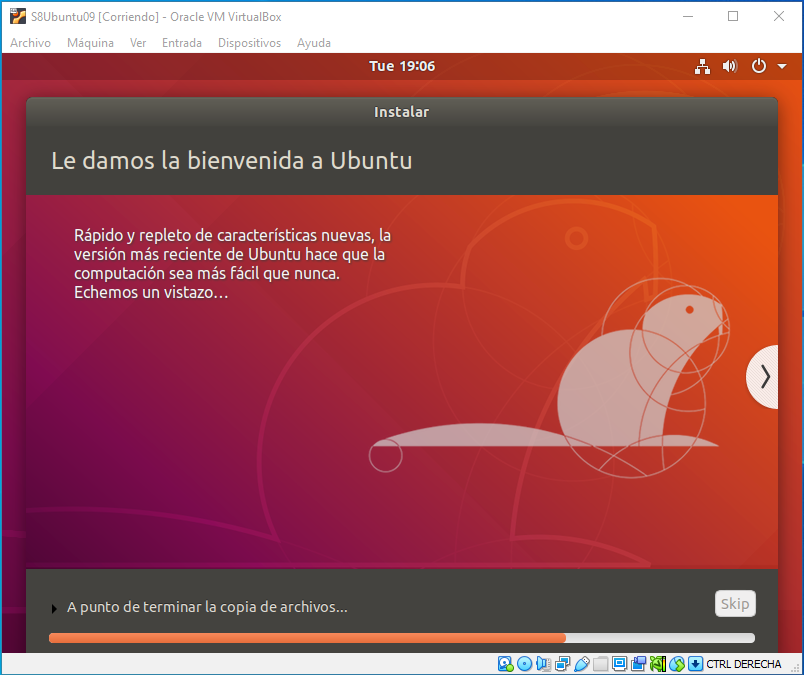 S8Ubuntu09 [Corriendo] - Oracle VM VirtualBox
Archivo Máquina Ver Entrada Dispositivos Ayuda
Tue 19:06
Instalar
Le damos la bienvenida a Ubuntu
Rápido y repleto de características nuevas, la
versión más reciente de Ubuntu hace que la
computación sea más fácil que nunca.
Echemos un vistazo…
A punto de terminar la copia de archivos...
Skip
CTRL DERECHA